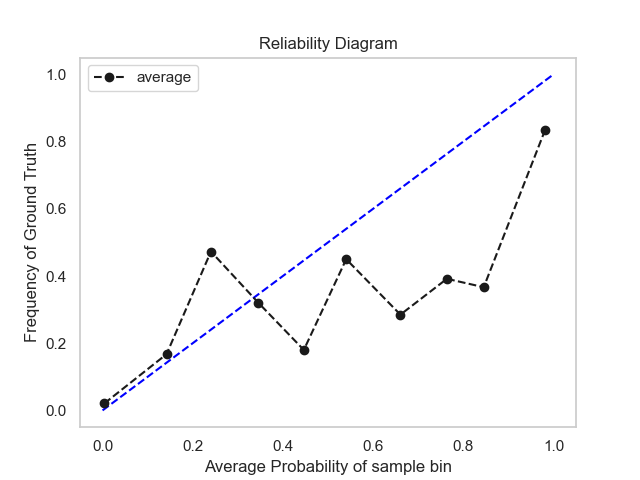 Reliability Diagram
average
1.0
0.8
0.6
0.4
0.2
0.0
Frequency of Ground Truth
0.0 0.2 0.4 0.6 0.8 1.0
Average Probability of sample bin